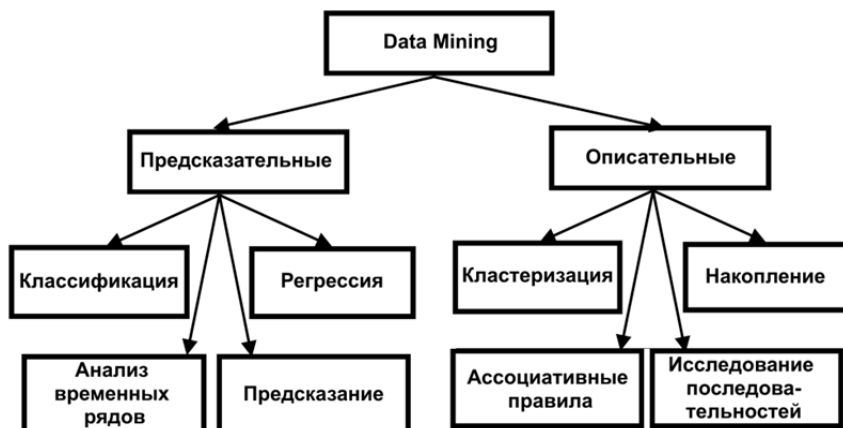 Data Mining
Предсказательные
Описательные
Классификация
Регрессия
Кластеризация
Накопление
Анализ
временных
рядов
Предсказание
Ассоциативные
правила
Исследование
последова-
тельностей